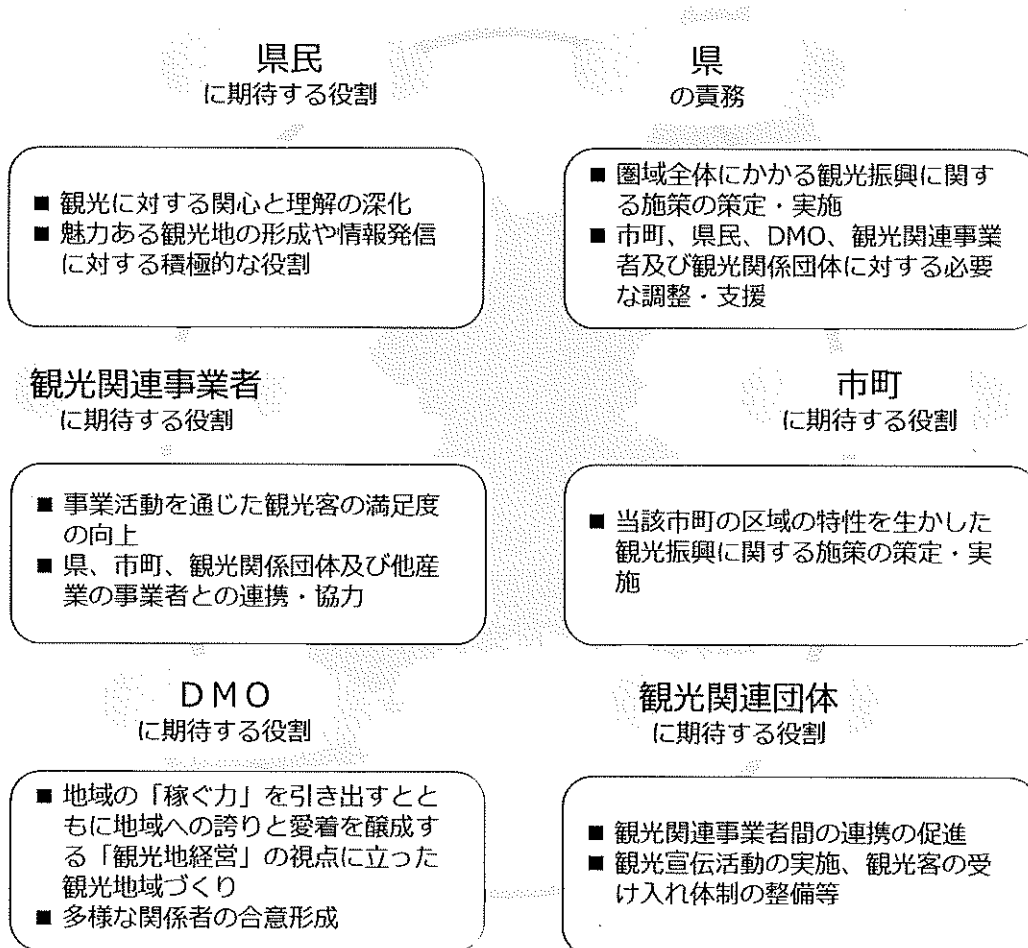 県民
に期待する役割
■ 観光に対する関心と理解の深化
■ 魅力ある観光地の形成や情報発信
に対する積極的な役割
県
の責務
■ 圏域全体にかかる観光振興に関す
る施策の策定・実施
■ 市町、県民、DMO、観光関連事業
者及び観光関係団体に対する必要
な調整・支援
観光関連事業者
に期待する役割
■ 事業活動を通じた観光客の満足度
の向上
■ 県、市町、観光関係団体及び他産
業の事業者との連携・協力
市町
に期待する役割
■ 当該市町の区域の特性を生かした
観光振興に関する施策の策定・実
施
DMO
に期待する役割
■ 地域の「稼ぐ力」を引き出すとと
もに地域への誇りと愛着を醸成す
る「観光地経営」の視点に立った
観光地域づくり
■ 多様な関係者の合意形成
観光関連団体
に期待する役割
■ 観光関連事業者間の連携の促進
■ 観光宣伝活動の実施、観光客の受
け入れ体制の整備等